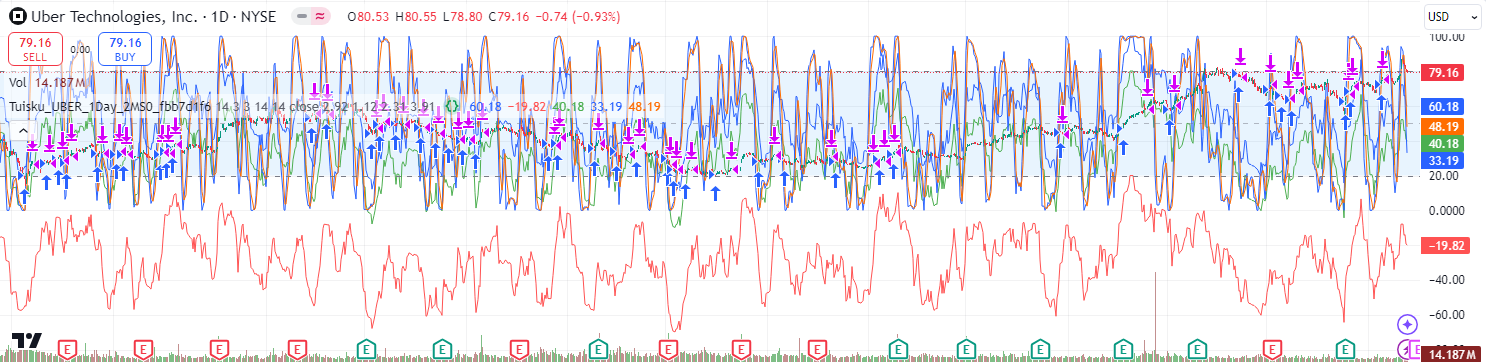 Uber Technologies, Inc. · 1D · NYSE O80.53 H80.55 L78.80 C79.16 −0.74 (−0.93%)
USD
79.16
SELL
0.00
79.16
BUY
Vol 14.187M
Tuisku_UBER_1Day_2MS0_fbb7d1f6 14 3 3 14 14 close 2.92 1.12 2.31 3.91 60.18 −19.82 40.18 33.19 48.19
100.00
79.16
60.18
48.19
40.18
33.19
20.00
0.0000
−19.82
−40.00
−60.00
14.187M
E E E E E E E E E E E E E E E E E E E